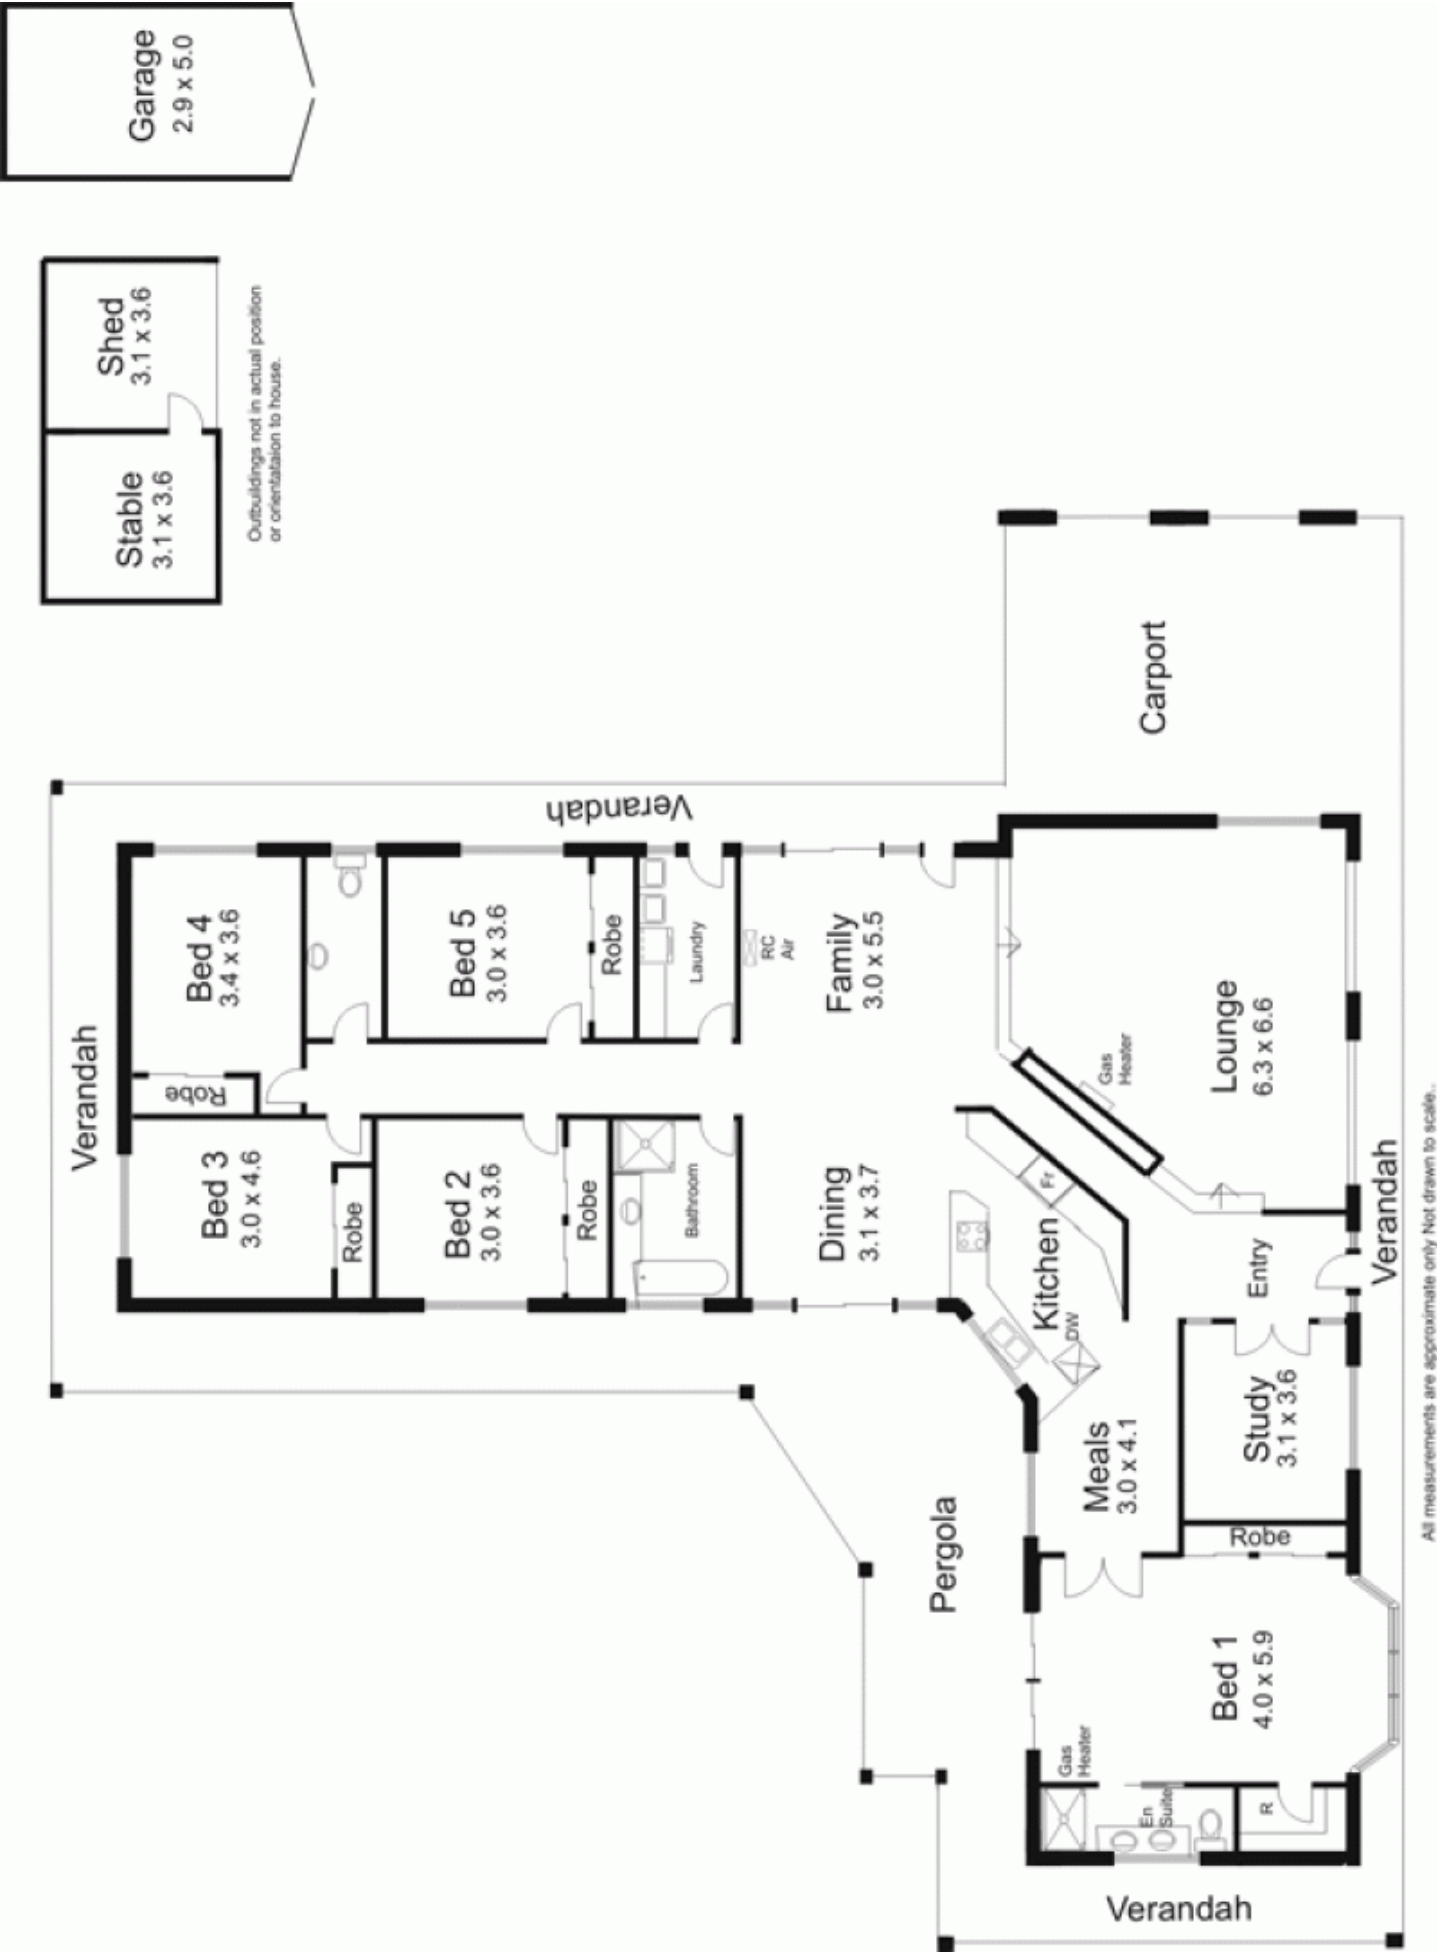 Garage
2.9 x 5.0
Shed
3.1 x 3.6
Stable
3.1 x 3.6
Outbuildings not in actual position
or orientataion to house.
Carport
Verandah
Verandah
Bed 4
3.4 x 3.6
Robe
Bed 5
3.0 x 3.6
Robe
Laundry
RC
Air
Family
3.0 x 5.5
Bed 3
3.0 x 4.6
Robe
Bed 2
3.0 x 3.6
Robe
Bathroom
Dining
3.1 x 3.7
Gas
Heater
Lounge
6.3 x 6.6
Fr
Kitchen
DW
Entry
Verandah
Meals
3.0 x 4.1
Study
3.1 x 3.6
Robe
Pergola
Bed 1
4.0 x 5.9
Gas
Heater
En
Suite
R
Verandah
All measurements are approximate only Not drawn to scale..